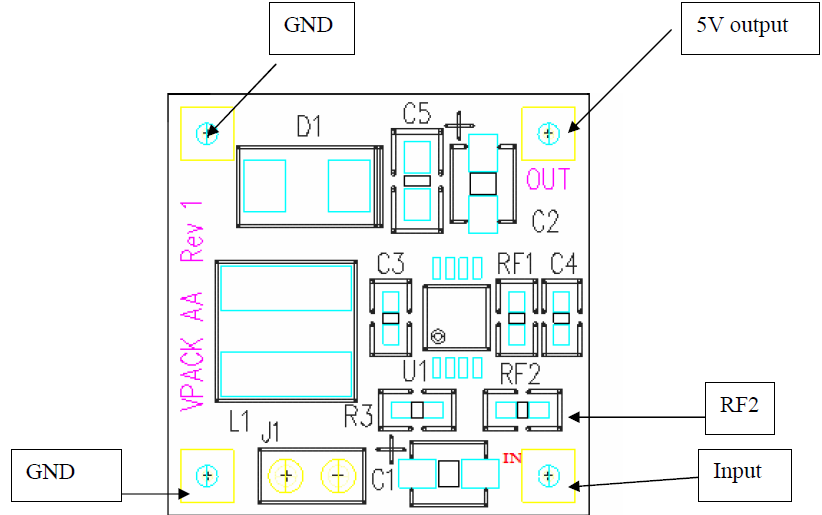 GND
5V output
C5
D1
OUT
C2
VPACK AA Rev 1
C3
RF1
C4
U1
RF2
L1
R3
RF2
J1
C1
IN
GND
Input